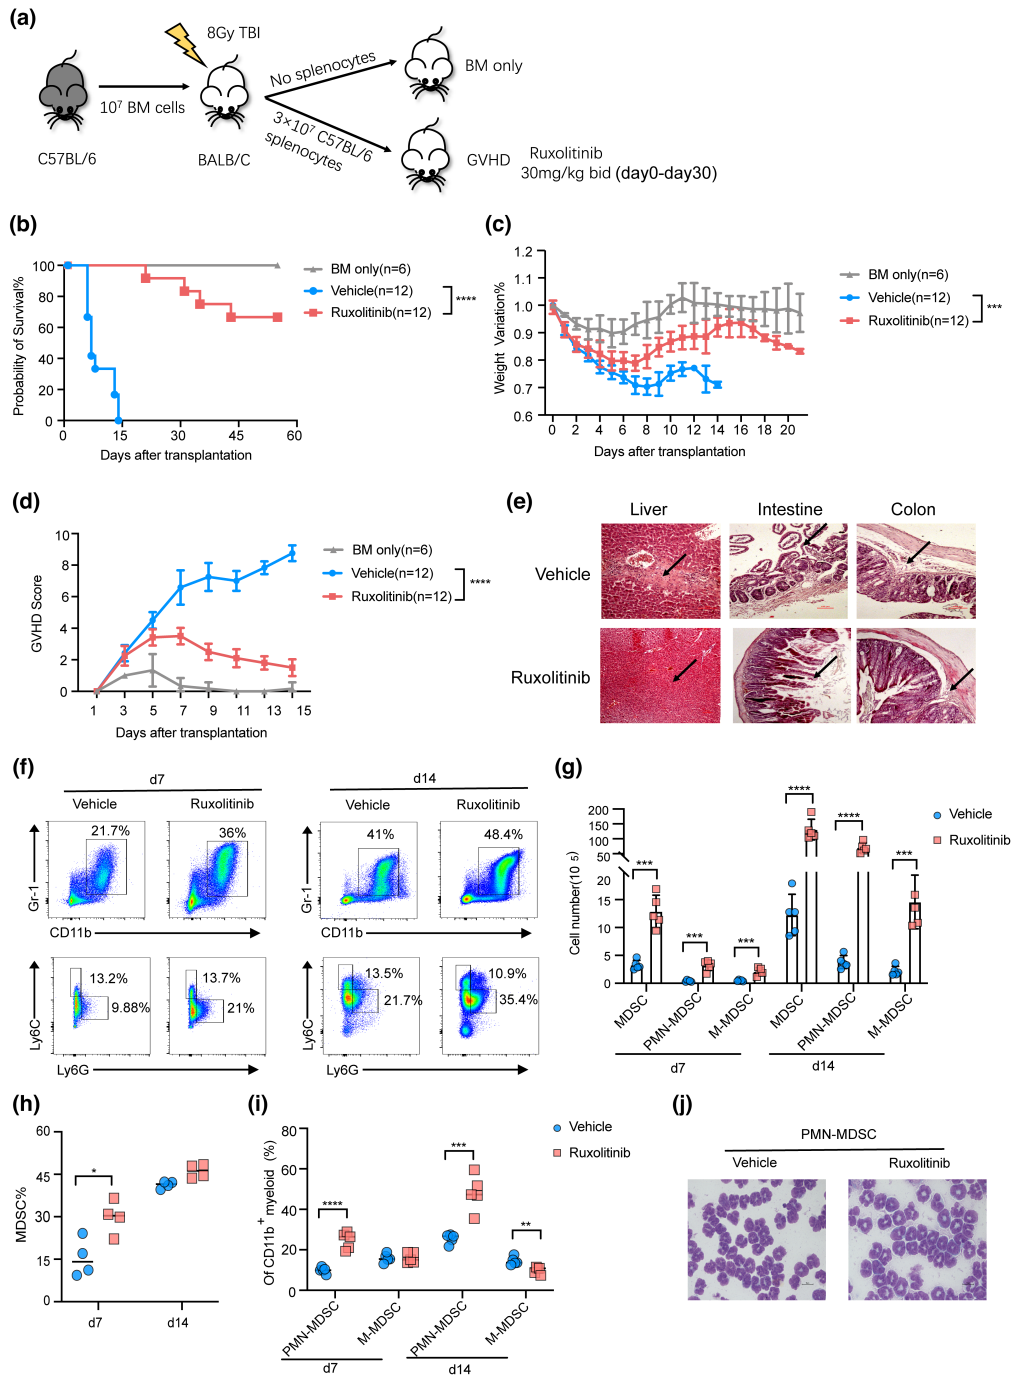 (a)
8Gy TBI
No splenocytes
BM only
10⁷ BM cells
3×10⁷ C57BL/6
splenocytes
C57BL/6
BALB/C
GVHD
Ruxolitinib
30mg/kg bid (day0-day30)
(b)
Probability of Survival%
100
80
60
40
20
0
0 15 30 45 60
Days after transplantation
BM only(n=6)
Vehicle(n=12)
Ruxolitinib(n=12)
****
(c)
Weight Variation%
1.2
1.1
1.0
0.9
0.8
0.7
0.6
0 2 4 6 8 10 12 14 16 18 20
Days after transplantation
BM only(n=6)
Vehicle(n=12)
Ruxolitinib(n=12)
***
(d)
GVHD Score
10
8
6
4
2
0
1 3 5 7 9 11 13 15
Days after transplantation
BM only(n=6)
Vehicle(n=12)
Ruxolitinib(n=12)
****
(e)
Liver Intestine Colon
Vehicle
Ruxolitinib
(f)
d7 d14
Vehicle Ruxolitinib Vehicle Ruxolitinib
21.7% 36% 41% 48.4%
Gr-1 Gr-1
CD11b CD11b
13.2% 13.7% 13.5% 10.9%
9.88% 21% 21.7% 35.4%
Ly6C Ly6C
Ly6G Ly6G
(g)
Cell number(10 5)
200
150
100
50
20
15
10
5
0
*** *** *** **** **** ***
Vehicle
Ruxolitinib
MDSC PMN-MDSC M-MDSC MDSC PMN-MDSC M-MDSC
d7 d14
(h)
MDSC%
60
45
30
15
0
*
d7 d14
(i)
Of CD11b⁺ myeloid (%)
80
60
40
20
0
**** *** **
Vehicle
Ruxolitinib
PMN-MDSC M-MDSC PMN-MDSC M-MDSC
d7 d14
(j)
PMN-MDSC
Vehicle Ruxolitinib